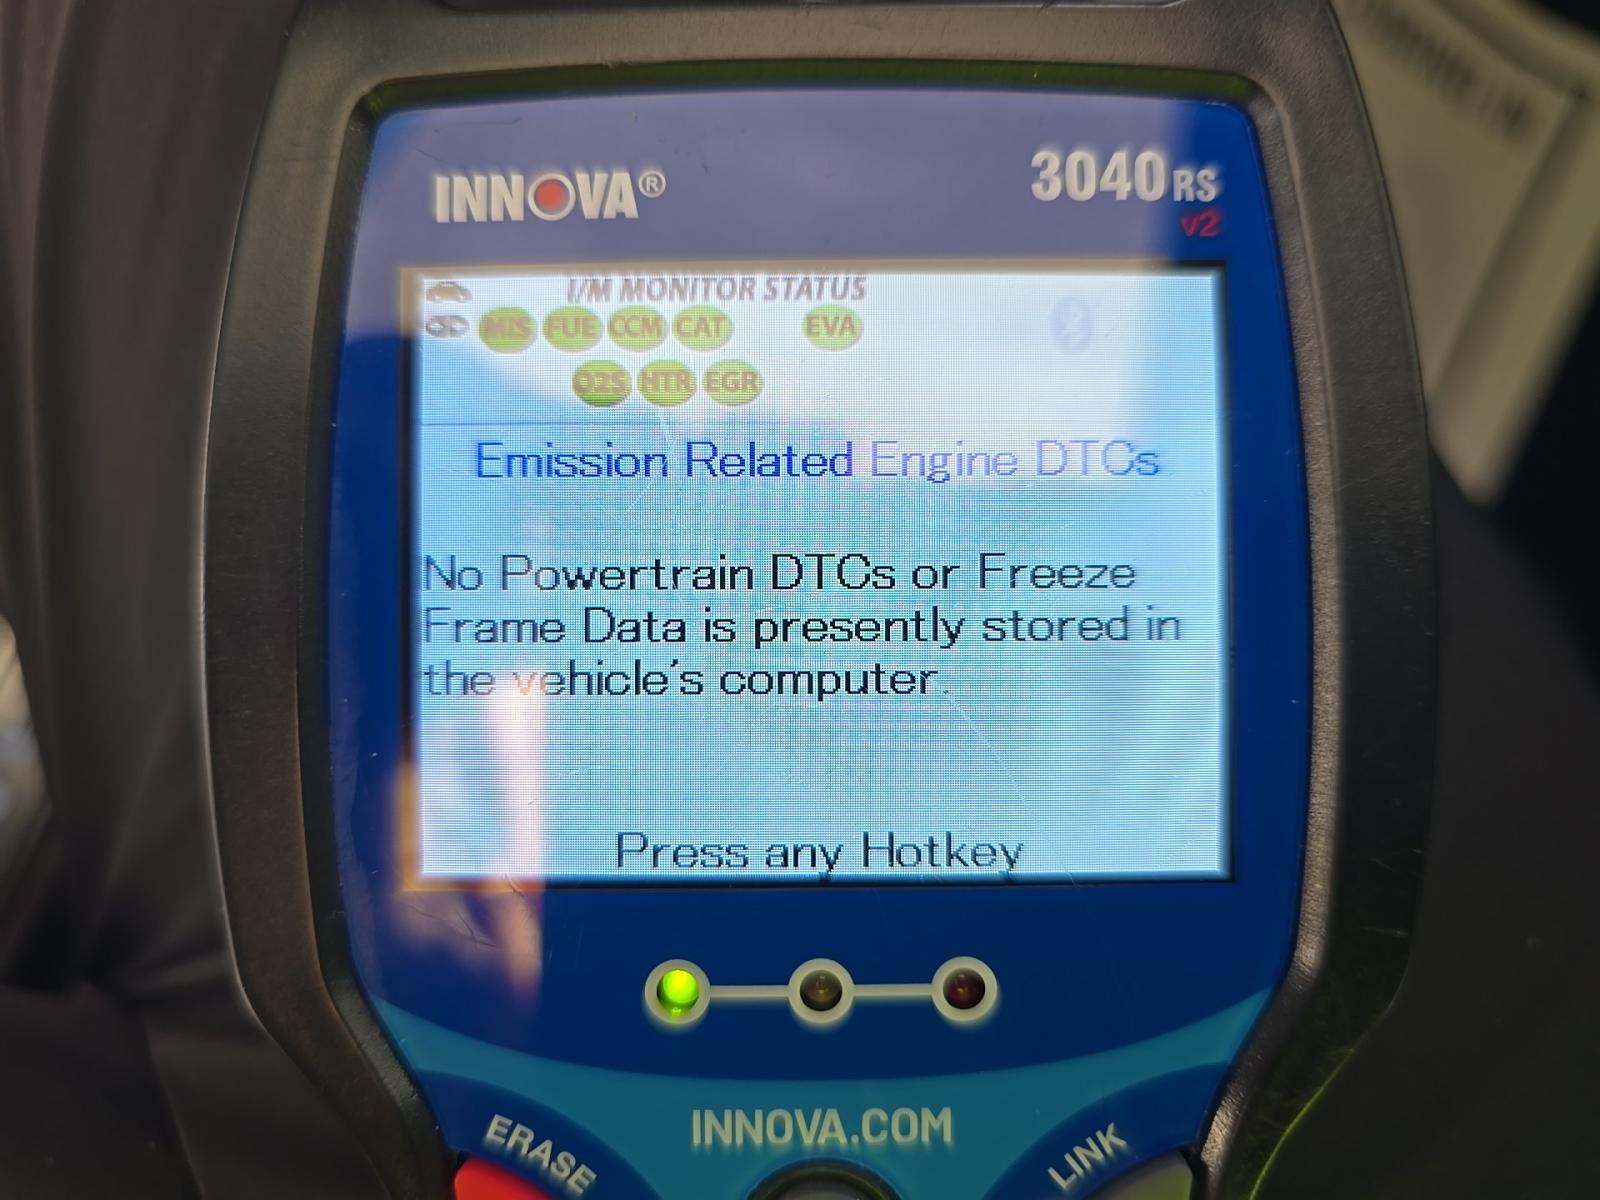 INNOVA®
3040RS
v2
I/M MONITOR STATUS
MIS FUE CCM CAT EVA
O2S HTR EGR
Emission Related Engine DTCs
No Powertrain DTCs or Freeze
Frame Data is presently stored in
the vehicle's computer.
Press any Hotkey
INNOVA.COM
ERASE
LINK